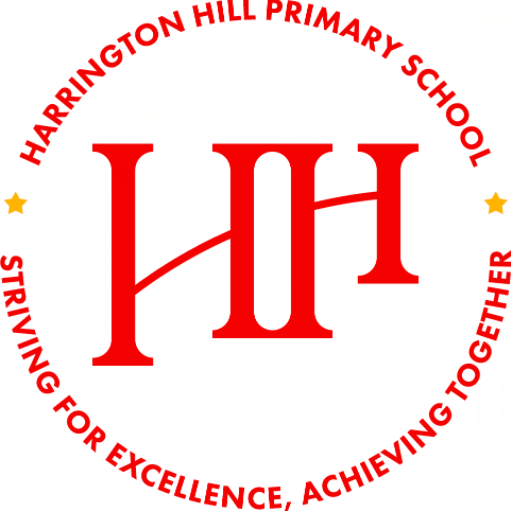 HARRINGTON HILL PRIMARY SCHOOL
HH
STRIVING FOR EXCELLENCE, ACHIEVING TOGETHER